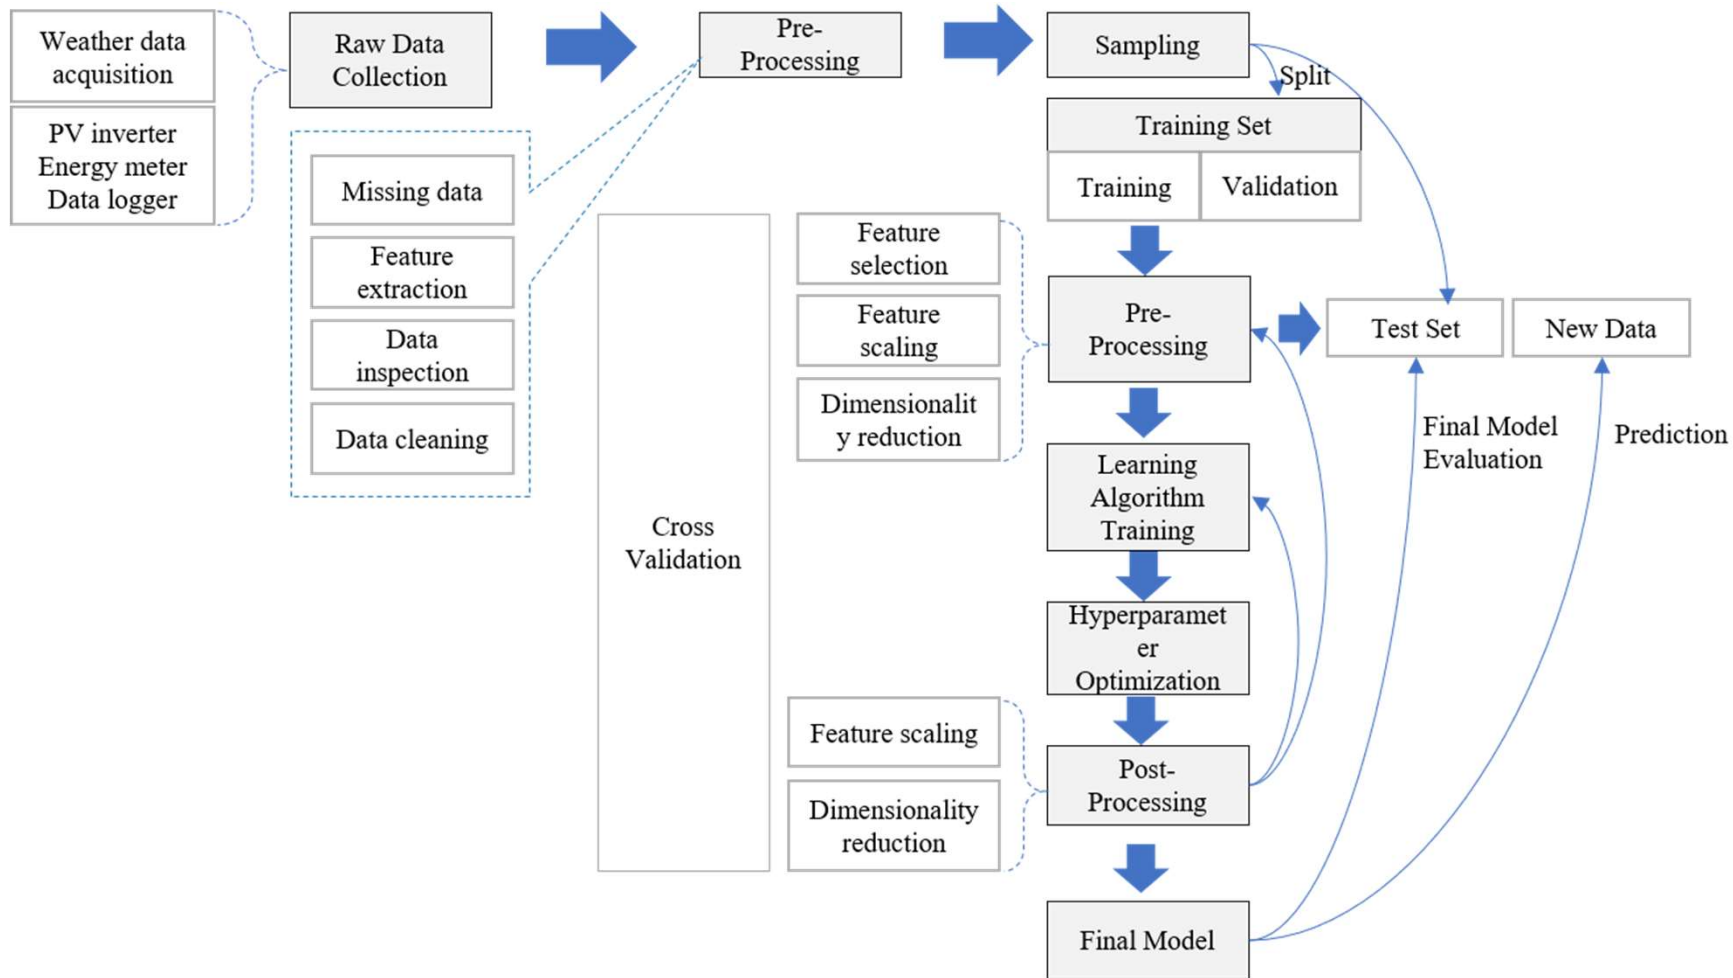 Weather data
acquisition
PV inverter
Energy meter
Data logger
Raw Data
Collection
Pre-
Processing
Sampling
Split
Training Set
Training
Validation
Missing data
Feature
extraction
Data
inspection
Data cleaning
Cross
Validation
Feature
selection
Feature
scaling
Dimensionalit
y reduction
Pre-
Processing
Test Set
New Data
Final Model
Evaluation
Prediction
Learning
Algorithm
Training
Hyperparamet
er
Optimization
Feature scaling
Dimensionality
reduction
Post-
Processing
Final Model